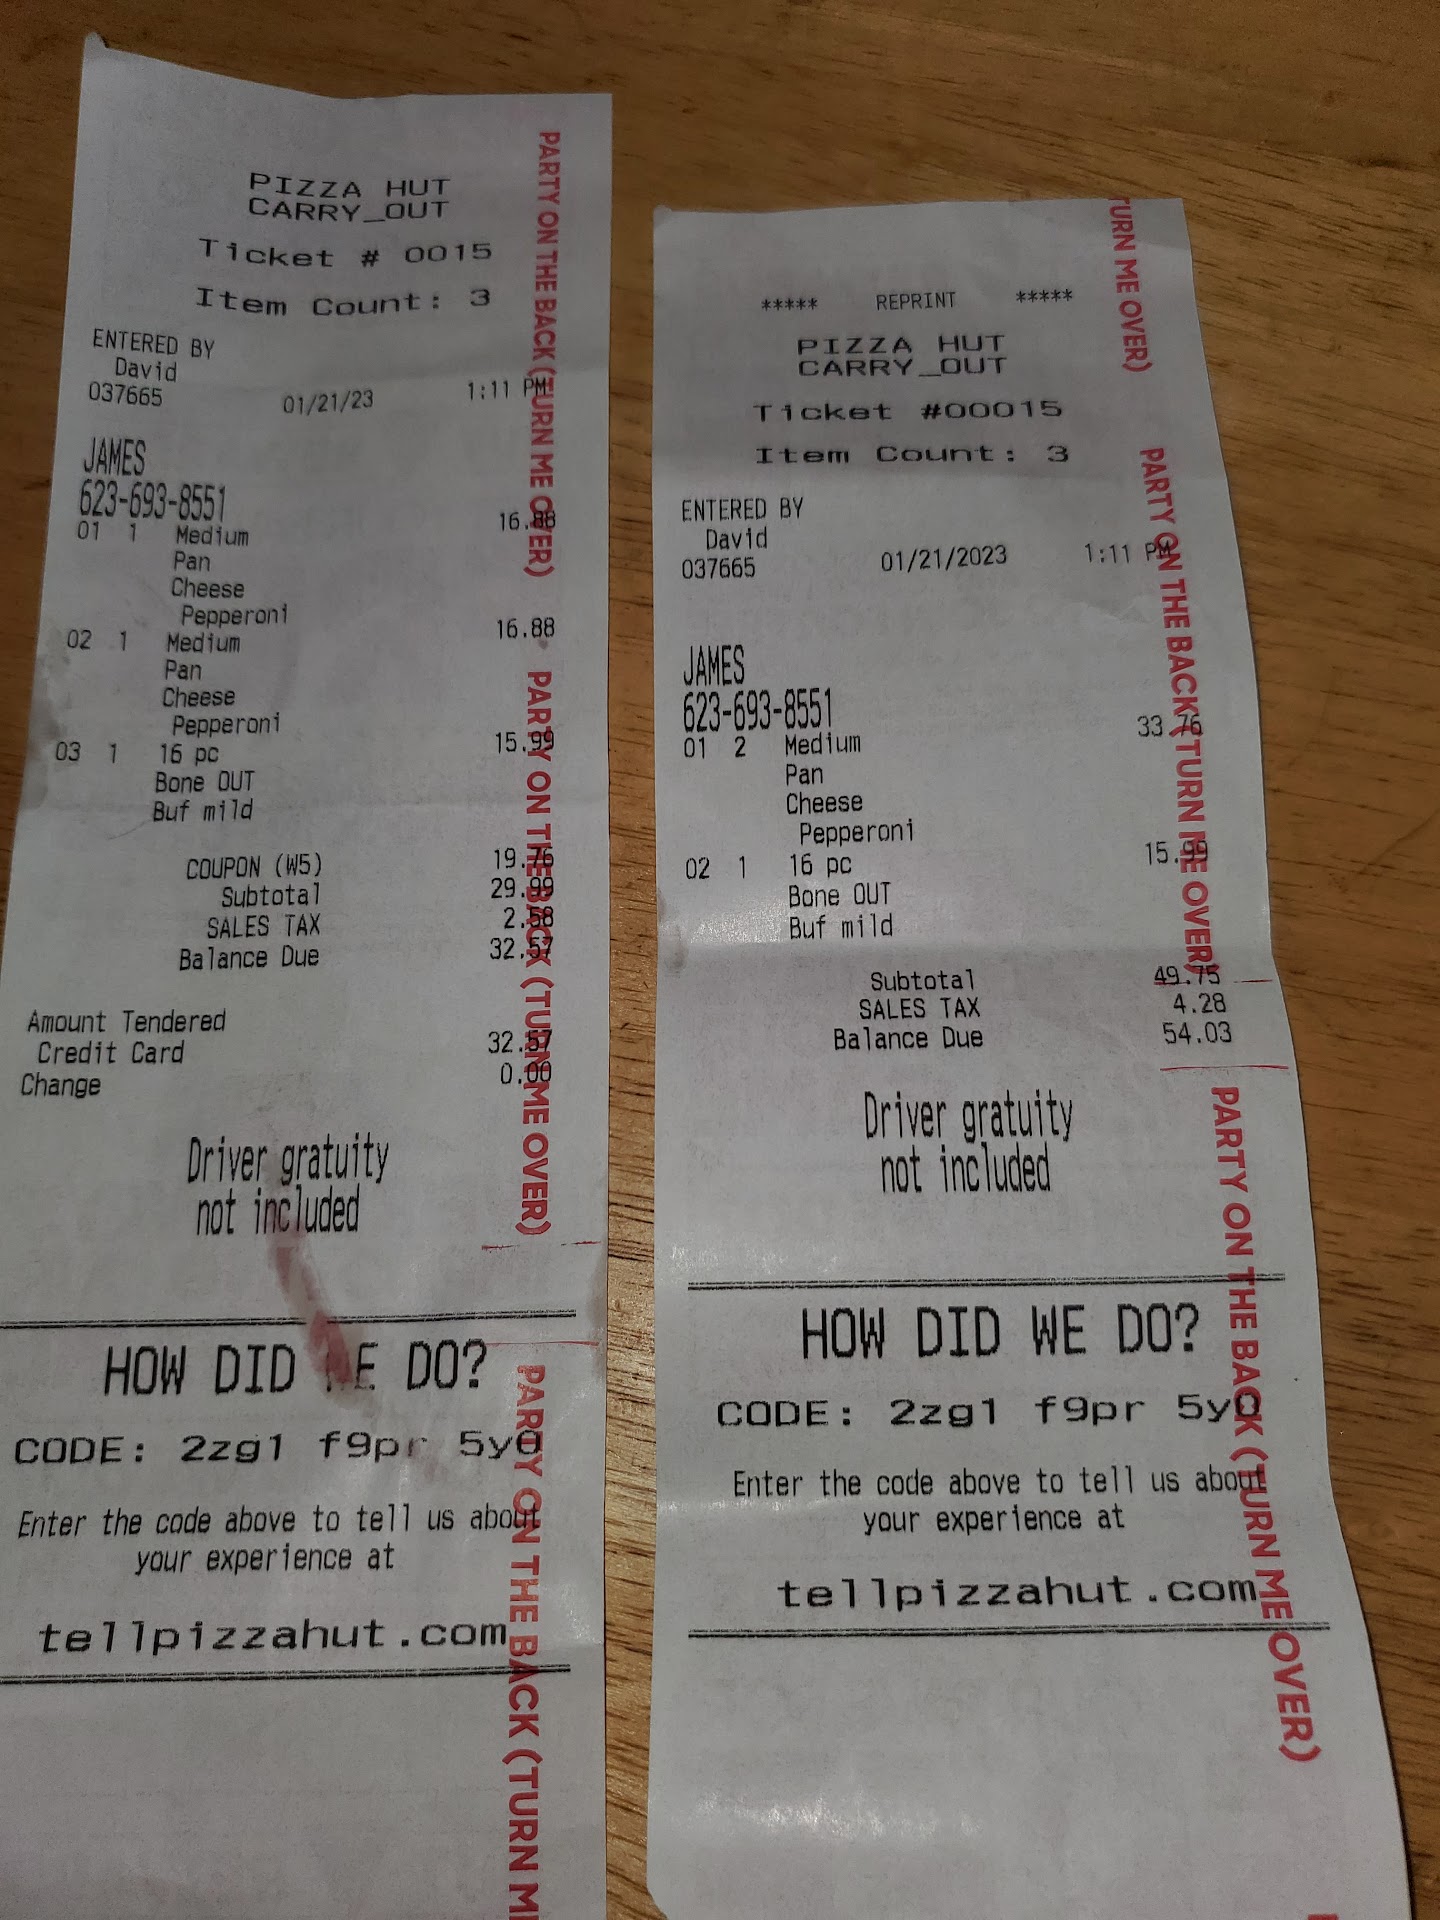 PIZZA HUT
CARRY_OUT
Ticket # 0015
Item Count: 3
ENTERED BY
David
037665 01/21/23 1:11 PM
JAMES
623-693-8551
01 1 Medium 16.88
Pan
Cheese
Pepperoni
02 1 Medium 16.88
Pan
Cheese
Pepperoni
03 1 16 pc 15.99
Bone OUT
Buf mild
COUPON (W5) 19.76
Subtotal 29.99
SALES TAX 2.58
Balance Due 32.57
Amount Tendered
Credit Card 32.57
Change 0.00
Driver gratuity
not included
HOW DID WE DO?
CODE: 2zg1 f9pr 5y0
Enter the code above to tell us about
your experience at
tellpizzahut.com
PARTY ON THE BACK (TURN ME OVER)
PARTY ON THE BACK (TURN ME OVER)
PARTY ON THE BACK (TURN M
***** REPRINT *****
PIZZA HUT
CARRY_OUT
Ticket #00015
Item Count: 3
ENTERED BY
David
037665 01/21/2023 1:11 PM
JAMES
623-693-8551
01 2 Medium 33.76
Pan
Cheese
Pepperoni
02 1 16 pc 15.99
Bone OUT
Buf mild
Subtotal 49.75
SALES TAX 4.28
Balance Due 54.03
Driver gratuity
not included
HOW DID WE DO?
CODE: 2zg1 f9pr 5y0
Enter the code above to tell us about
your experience at
tellpizzahut.com
TURN ME OVER)
PARTY ON THE BACK (TURN ME OVER)
PARTY ON THE BACK (TURN ME OVER)